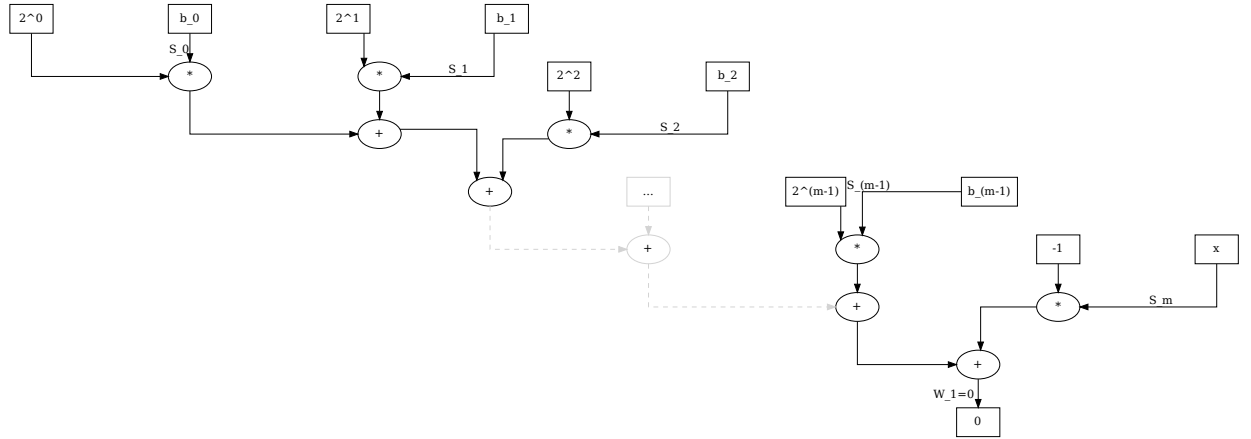 2^0 b_0 2^1 b_1
S_0
* * S_1 2^2 b_2
+ * S_2
+ ... 2^(m-1) S_(m-1) b_(m-1)
+ * -1 x
+ * S_m
+
W_1=0
0